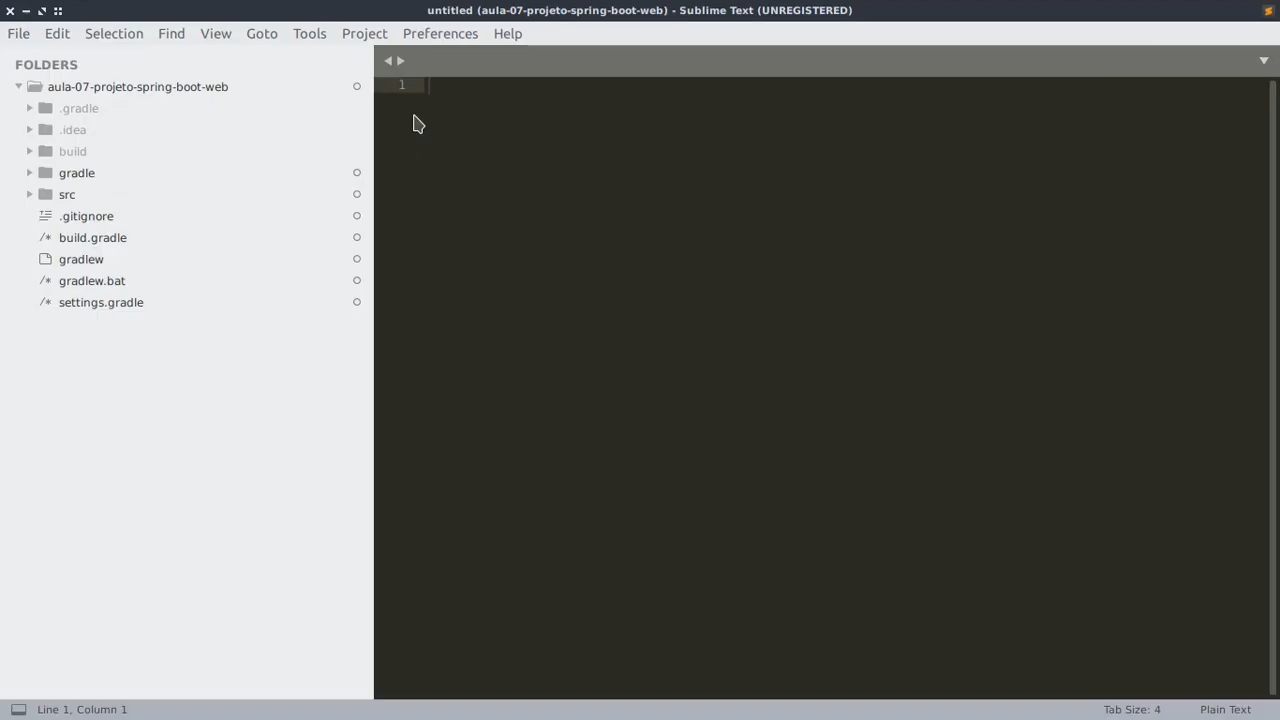 untitled (aula-07-projeto-spring-boot-web) - Sublime Text (UNREGISTERED)
File Edit Selection Find View Goto Tools Project Preferences Help
FOLDERS
aula-07-projeto-spring-boot-web
.gradle
.idea
build
gradle
src
.gitignore
/* build.gradle
gradlew
/* gradlew.bat
/* settings.gradle
1
Line 1, Column 1
Tab Size: 4
Plain Text